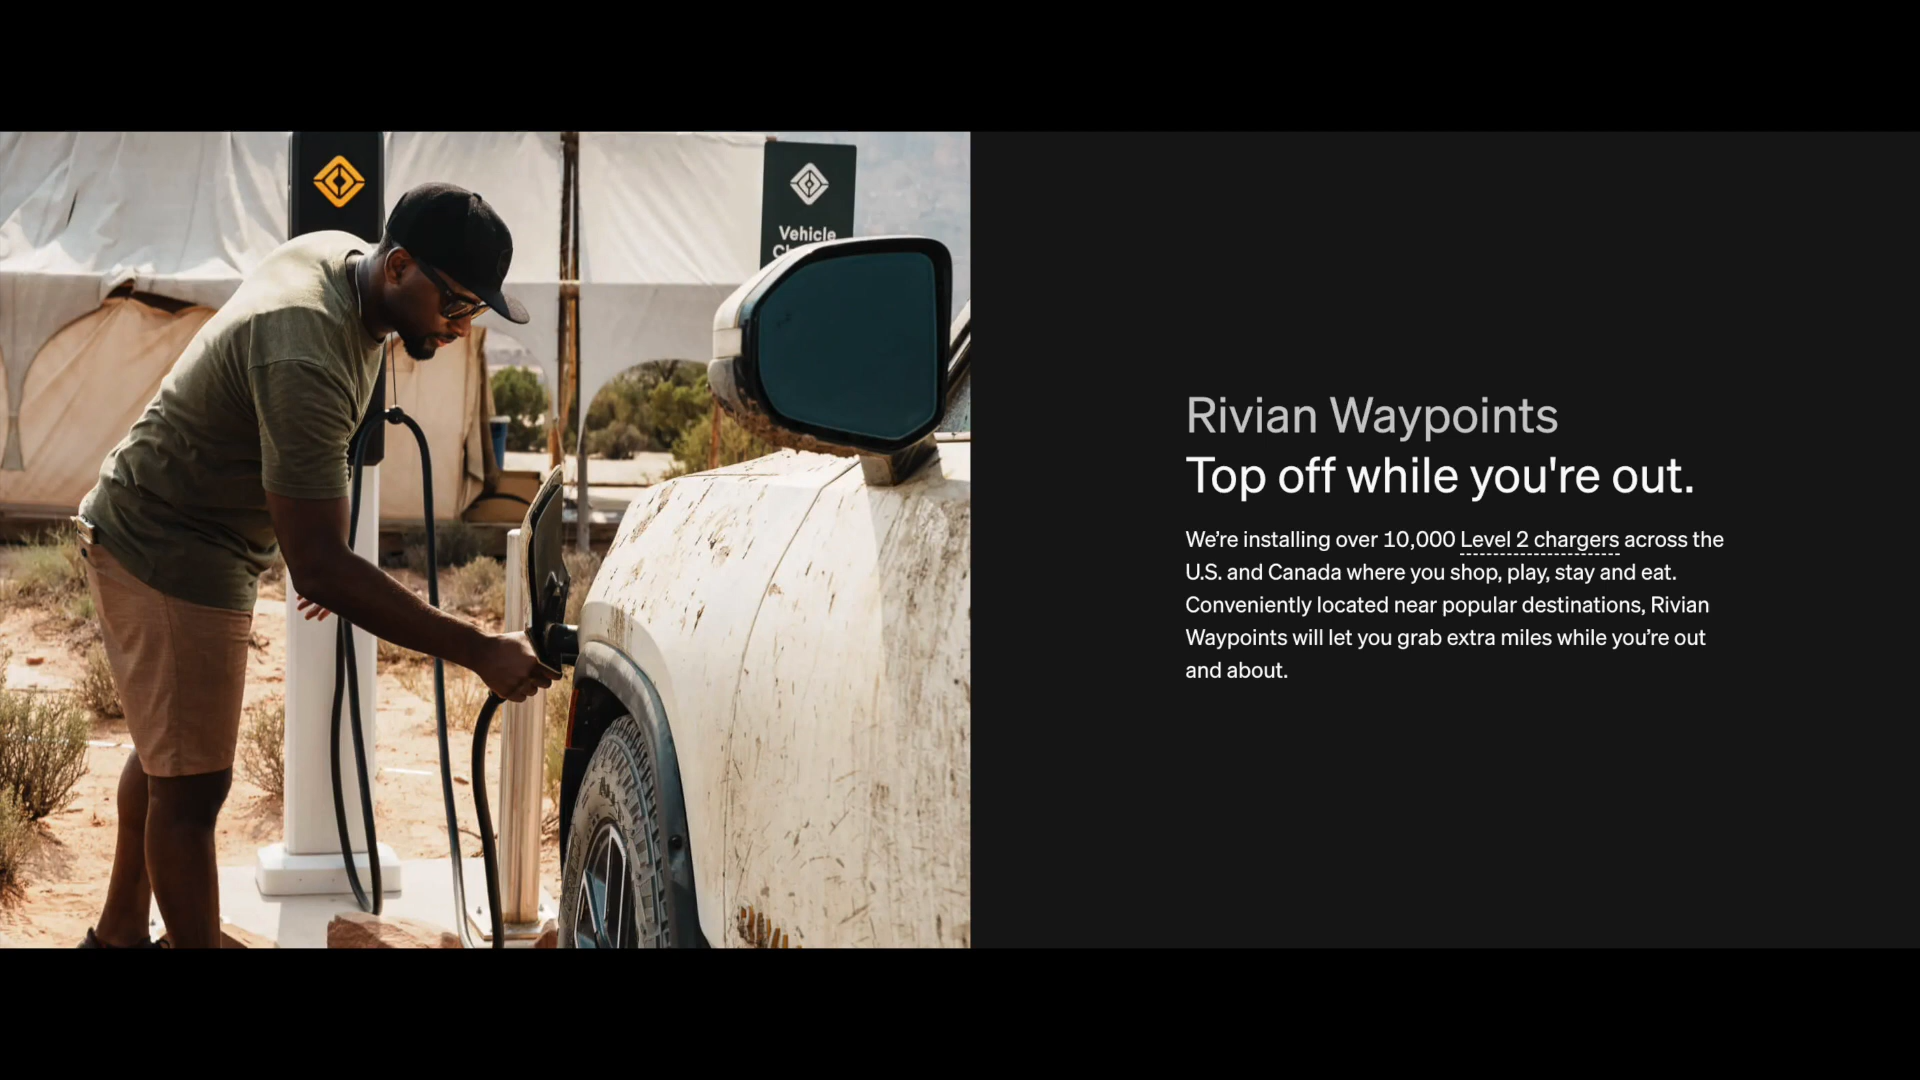 Vehicle
Rivian Waypoints
Top off while you're out.
We’re installing over 10,000 Level 2 chargers across the
U.S. and Canada where you shop, play, stay and eat.
Conveniently located near popular destinations, Rivian
Waypoints will let you grab extra miles while you’re out
and about.